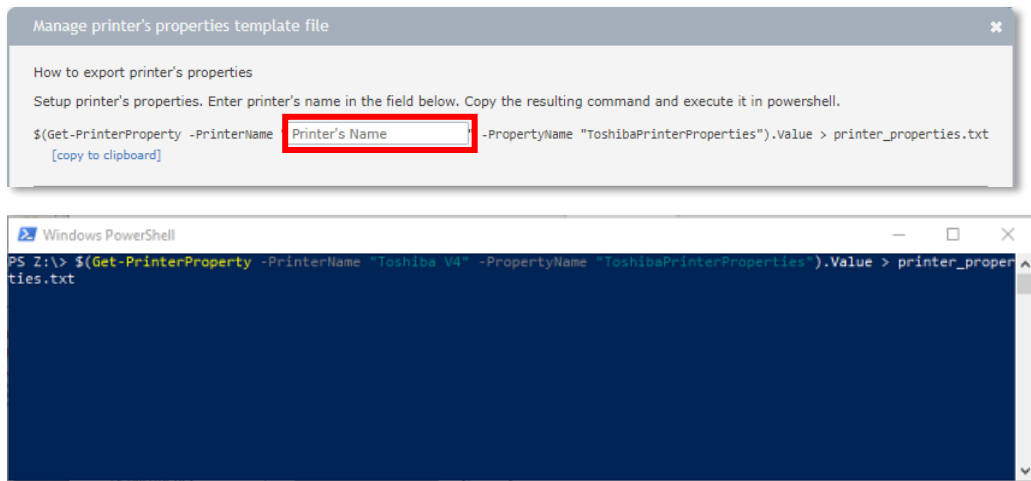 Manage printer's properties template file
How to export printer's properties
Setup printer's properties. Enter printer's name in the field below. Copy the resulting command and execute it in powershell.
$(Get-PrinterProperty -PrinterName "Printer's Name" -PropertyName "ToshibaPrinterProperties").Value > printer_properties.txt
[copy to clipboard]
Windows PowerShell
PS Z:\> $(Get-PrinterProperty -PrinterName "Toshiba V4" -PropertyName "ToshibaPrinterProperties").Value > printer_proper
ties.txt